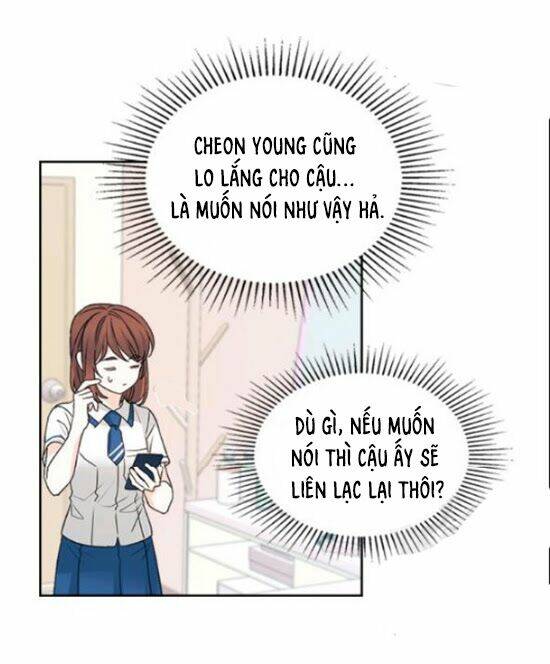 CHEON YOUNG CŨNG
LO LẮNG CHO CẬU...
LÀ MUỐN NÓI NHƯ VẬY HẢ.
DÙ GÌ, NẾU MUỐN
NÓI THÌ CẬU ẤY SẼ
LIÊN LẠC LẠI THÔI?